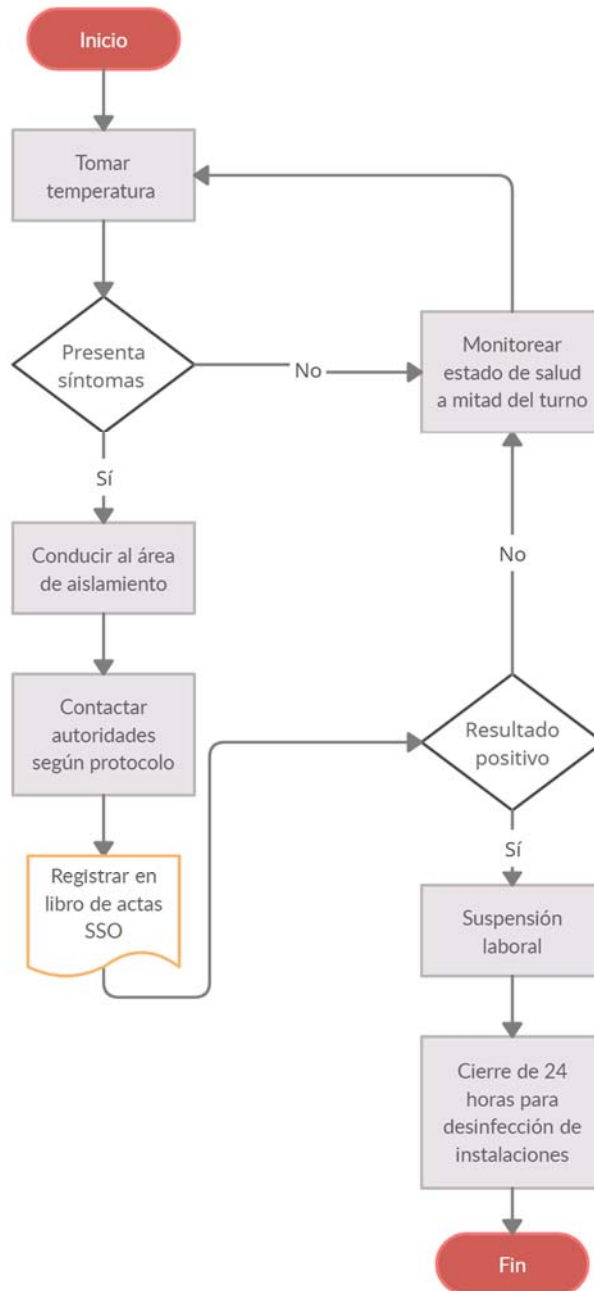 Inicio
Tomar
temperatura
Presenta
síntomas
No
Monitorear
estado de salud
a mitad del turno
Sí
Conducir al área
de aislamiento
No
Contactar
autoridades
según protocolo
Resultado
positivo
Registrar en
libro de actas
SSO
Sí
Suspensión
laboral
Cierre de 24
horas para
desinfección de
instalaciones
Fin